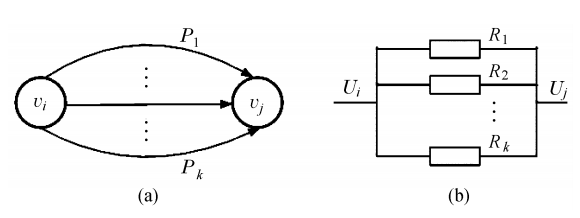 P₁
⋮
vᵢ
vⱼ
⋮
Pₖ
(a)
R₁
R₂
Uᵢ
Uⱼ
⋮
Rₖ
(b)